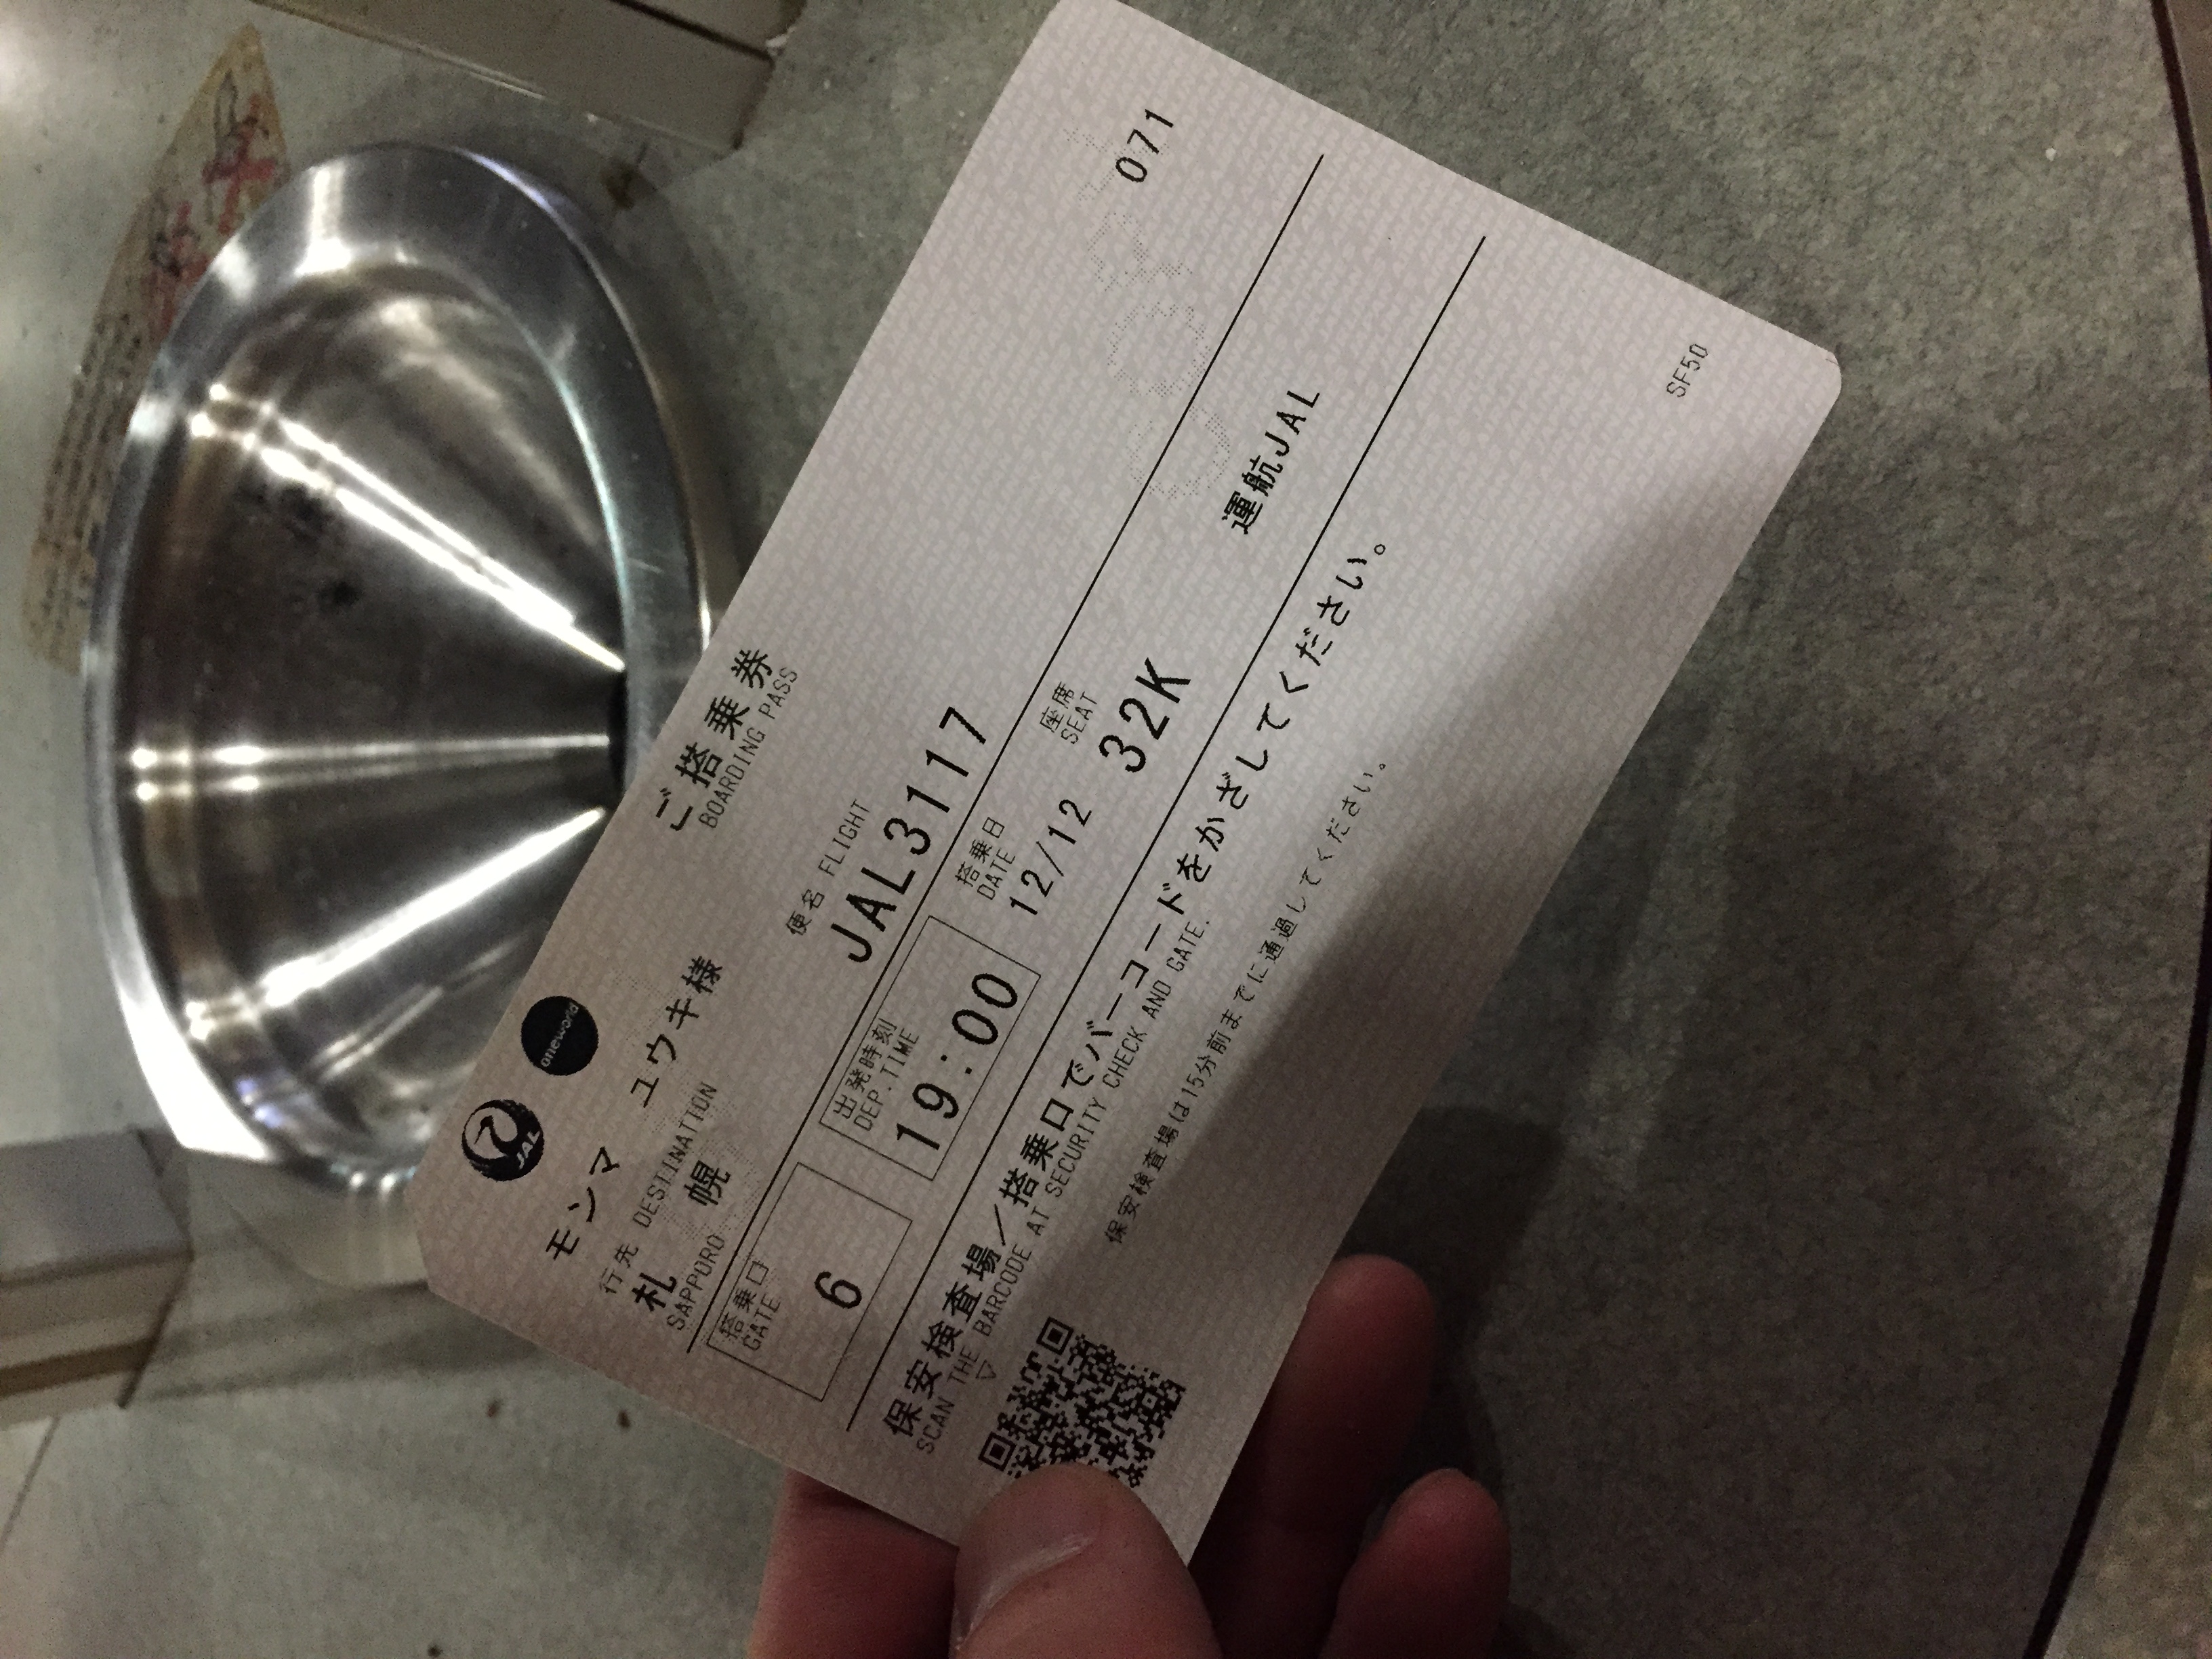 JAL
oneworld
ご搭乗券
BOARDING PASS
071
モンマ ユウキ様
行先 DESTINATION
札 幌
SAPPORO
便名 FLIGHT
JAL3117
搭乗口
GATE
6
出発時刻
DEP.TIME
19:00
搭乗日
DATE
12/12
座席
SEAT
32K
運航JAL
保安検査場／搭乗口でバーコードをかざしてください。
SCAN THE BARCODE AT SECURITY CHECK AND GATE.
▽
保安検査場は15分前までに通過してください。
SF50